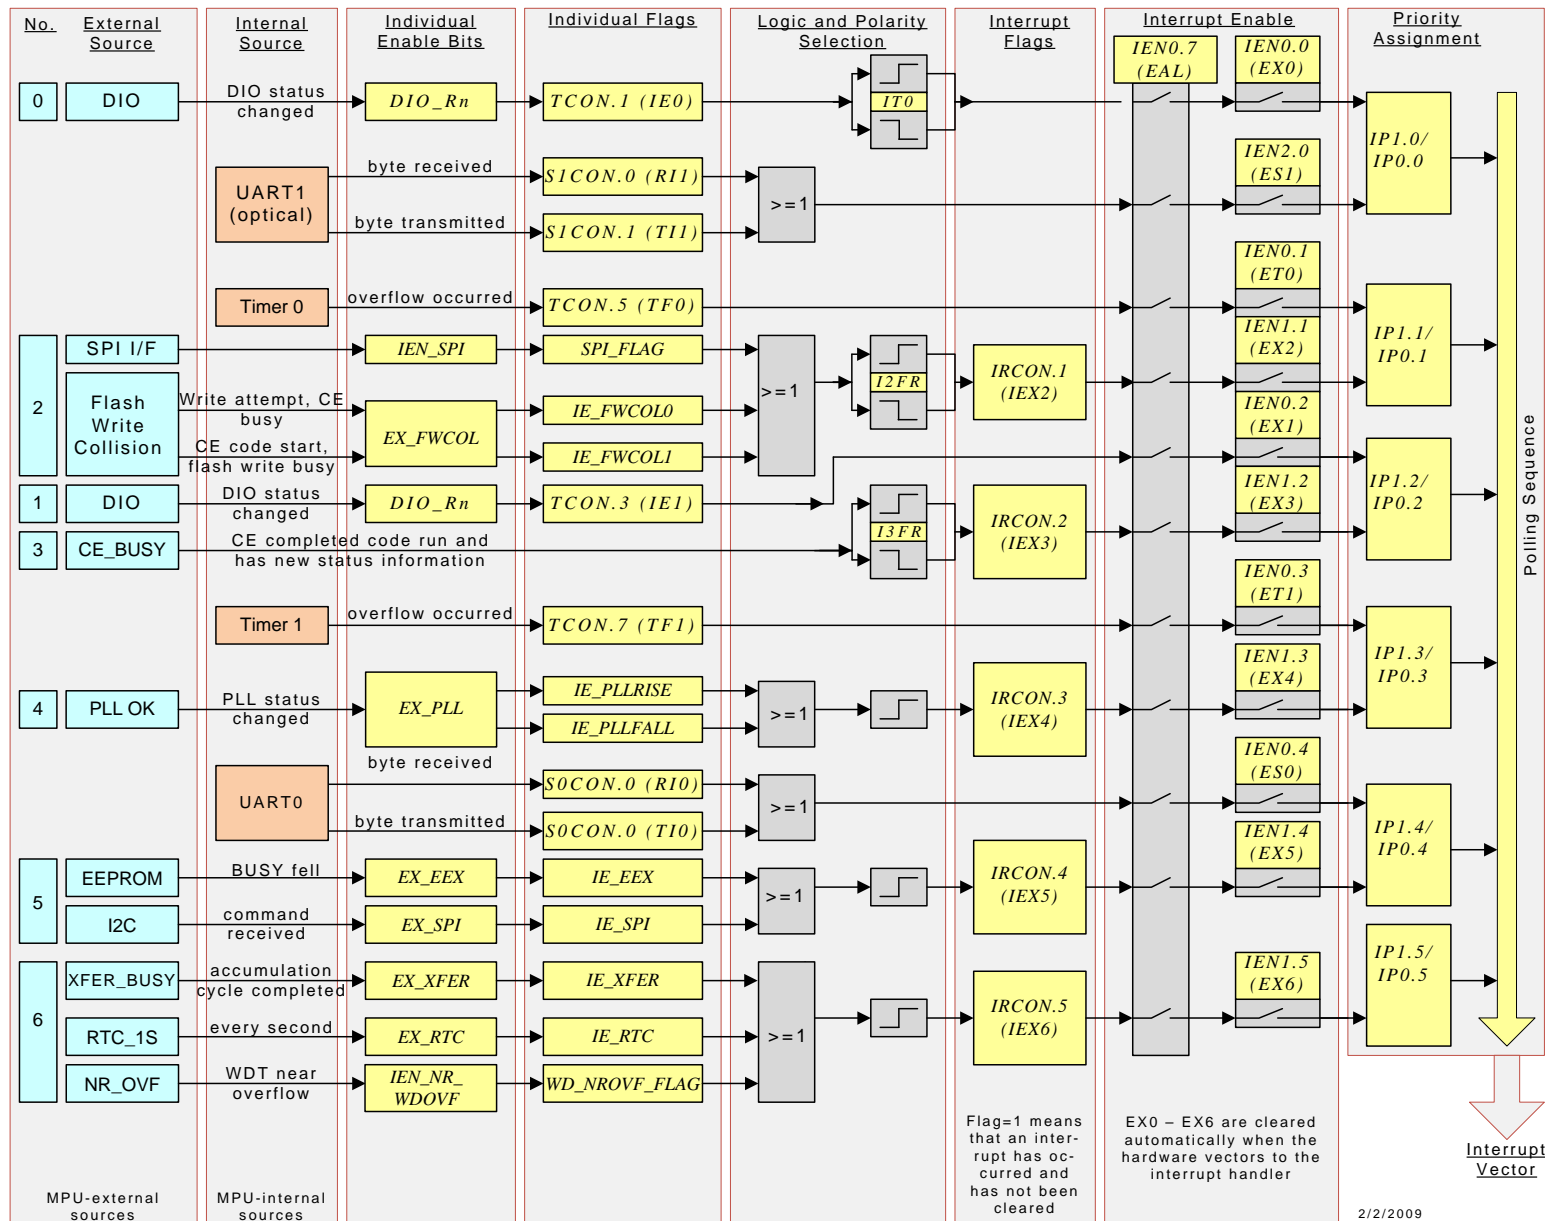 No.
External
Source
Internal
Source
Individual
Enable Bits
Individual Flags
Logic and Polarity
Selection
Interrupt
Flags
Interrupt Enable
Priority
Assignment
IEN0.7
(EAL)
IEN0.0
(EX0)
0
DIO
DIO status
changed
DIO_Rn
TCON.1 (IE0)
IT0
IP1.0/
IP0.0
UART1
(optical)
byte received
S1CON.0 (RI1)
byte transmitted
S1CON.1 (TI1)
>=1
IEN2.0
(ES1)
Timer 0
overflow occurred
TCON.5 (TF0)
IEN0.1
(ET0)
IP1.1/
IP0.1
2
SPI I/F
IEN_SPI
SPI_FLAG
Flash
Write
Collision
Write attempt, CE
busy
CE code start,
flash write busy
EX_FWCOL
IE_FWCOL0
IE_FWCOL1
>=1
I2FR
IRCON.1
(IEX2)
IEN1.1
(EX2)
IEN0.2
(EX1)
1
DIO
DIO status
changed
DIO_Rn
TCON.3 (IE1)
IP1.2/
IP0.2
3
CE_BUSY
CE completed code run and
has new status information
I3FR
IRCON.2
(IEX3)
IEN1.2
(EX3)
Timer 1
overflow occurred
TCON.7 (TF1)
IEN0.3
(ET1)
IP1.3/
IP0.3
4
PLL OK
PLL status
changed
EX_PLL
IE_PLLRISE
IE_PLLFALL
>=1
IRCON.3
(IEX4)
IEN1.3
(EX4)
UART0
byte received
S0CON.0 (RI0)
byte transmitted
S0CON.0 (TI0)
>=1
IEN0.4
(ES0)
IP1.4/
IP0.4
5
EEPROM
BUSY fell
EX_EEX
IE_EEX
I2C
command
received
EX_SPI
IE_SPI
>=1
IRCON.4
(IEX5)
IEN1.4
(EX5)
6
XFER_BUSY
accumulation
cycle completed
EX_XFER
IE_XFER
RTC_1S
every second
EX_RTC
IE_RTC
NR_OVF
WDT near
overflow
IEN_NR_
WDOVF
WD_NROVF_FLAG
>=1
IRCON.5
(IEX6)
IEN1.5
(EX6)
IP1.5/
IP0.5
Polling Sequence
Interrupt
Vector
MPU-external
sources
MPU-internal
sources
Flag=1 means
that an inter-
rupt has oc-
curred and
has not been
cleared
EX0 – EX6 are cleared
automatically when the
hardware vectors to the
interrupt handler
2/2/2009